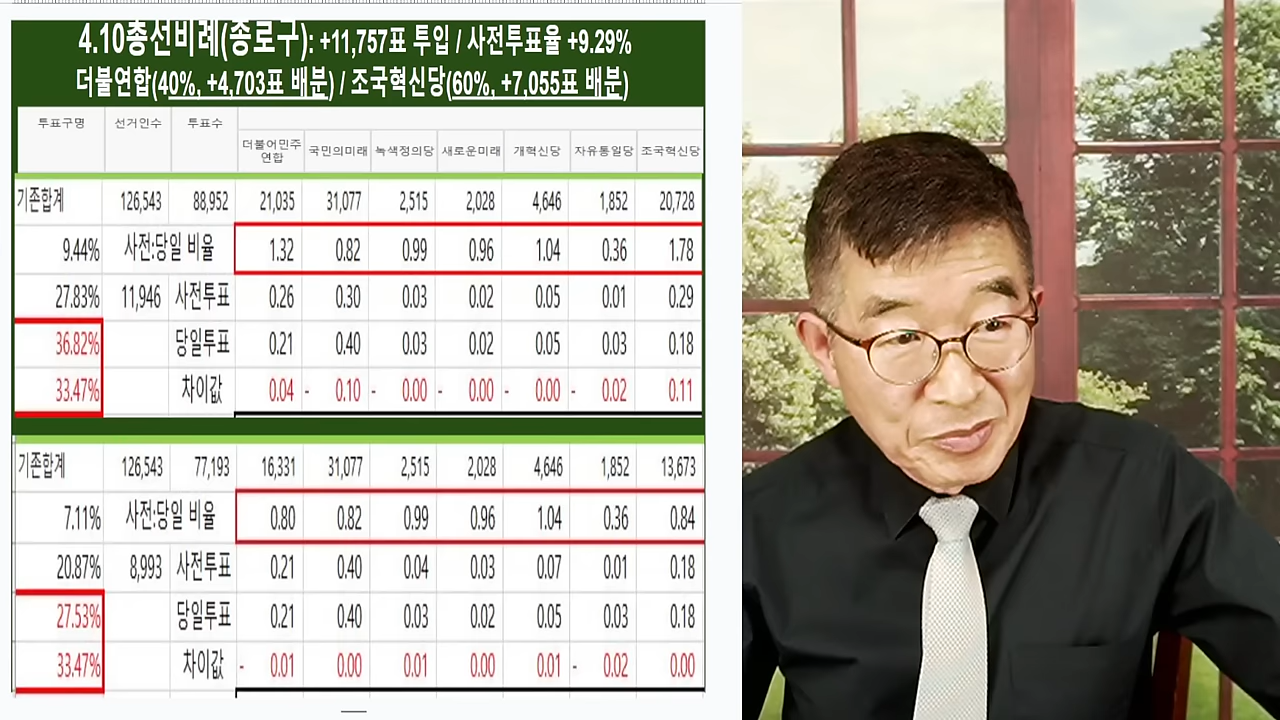 4.10총선비례(종로구): +11,757표 투입 / 사전투표율 +9.29%
더불연합(40%, +4,703표 배분) / 조국혁신당(60%, +7,055표 배분)
투표구명 선거인수 투표수 더불어민주연합 국민의미래 녹색정의당 새로운미래 개혁신당 자유통일당 조국혁신당
기존합계 126,543 88,952 21,035 31,077 2,515 2,028 4,646 1,852 20,728
9.44% 사전:당일 비율 1.32 0.82 0.99 0.96 1.04 0.36 1.78
27.83% 11,946 사전투표 0.26 0.30 0.03 0.02 0.05 0.01 0.29
36.82% 당일투표 0.21 0.40 0.03 0.02 0.05 0.03 0.18
33.47% 차이값 0.04 - 0.10 - 0.00 - 0.00 - 0.00 - 0.02 0.11
기존합계 126,543 77,193 16,331 31,077 2,515 2,028 4,646 1,852 13,673
7.11% 사전:당일 비율 0.80 0.82 0.99 0.96 1.04 0.36 0.84
20.87% 8,993 사전투표 0.21 0.40 0.04 0.03 0.07 0.01 0.18
27.53% 당일투표 0.21 0.40 0.03 0.02 0.05 0.03 0.18
33.47% 차이값 - 0.01 0.00 0.01 0.00 0.01 - 0.02 0.00